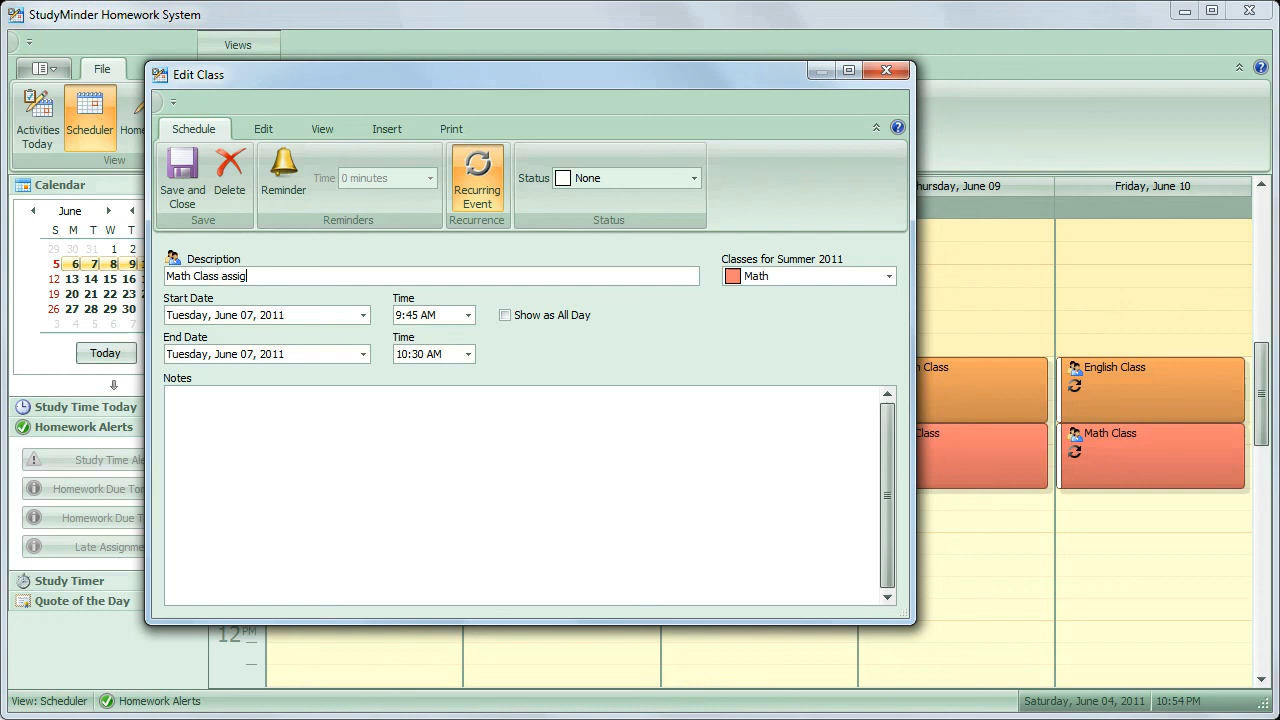 StudyMinder Homework System
Views
File
Activities Today
Scheduler
View
Edit Class
Schedule Edit View Insert Print
Save and Close
Delete
Save
Reminder
Time 0 minutes
Reminders
Recurring Event
Recurrence
Status None
Status
Description
Math Class assig
Classes for Summer 2011
Math
Start Date
Tuesday, June 07, 2011
Time
9:45 AM
Show as All Day
End Date
Tuesday, June 07, 2011
Time
10:30 AM
Notes
Calendar
June
S M T W T
29 30 31 1 2
5 6 7 8 9
12 13 14 15 16
19 20 21 22 23
26 27 28 29 30
3 4 5 6 7
Today
Study Time Today
Homework Alerts
Study Time Ale
Homework Due To
Homework Due T
Late Assignm
Study Timer
Quote of the Day
June 09
Friday, June 10
Class
English Class
Class
Math Class
12 PM
View: Scheduler
Homework Alerts
Saturday, June 04, 2011
10:54 PM